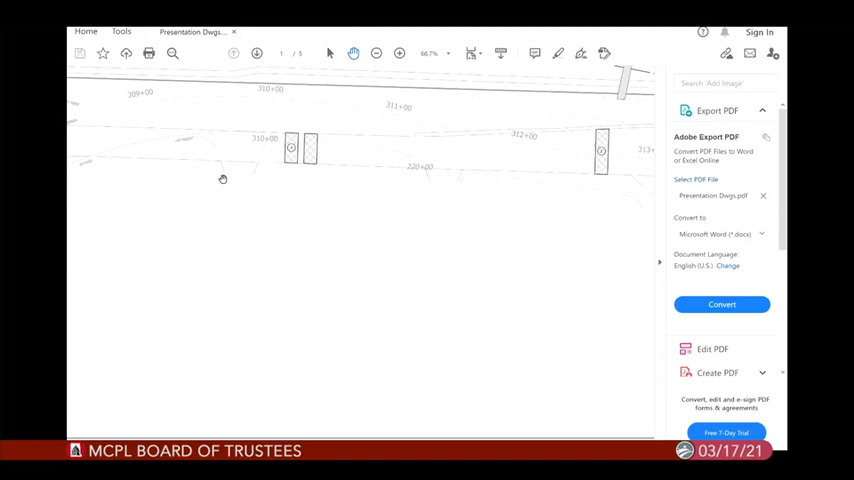 Home Tools Presentation Dwgs... × Sign In
1 / 5 66.7%
309+00 310+00 311+00
310+00 312+00 313+
220+00
Search 'Add Image'
Export PDF
Adobe Export PDF
Convert PDF Files to Word
or Excel Online
Select PDF File
Presentation Dwgs.pdf ×
Convert to
Microsoft Word (*.docx)
Document Language:
English (U.S.) Change
Convert
Edit PDF
Create PDF
Convert, edit and e-sign PDF
forms & agreements
Free 7-Day Trial
MCPL BOARD OF TRUSTEES 03/17/21